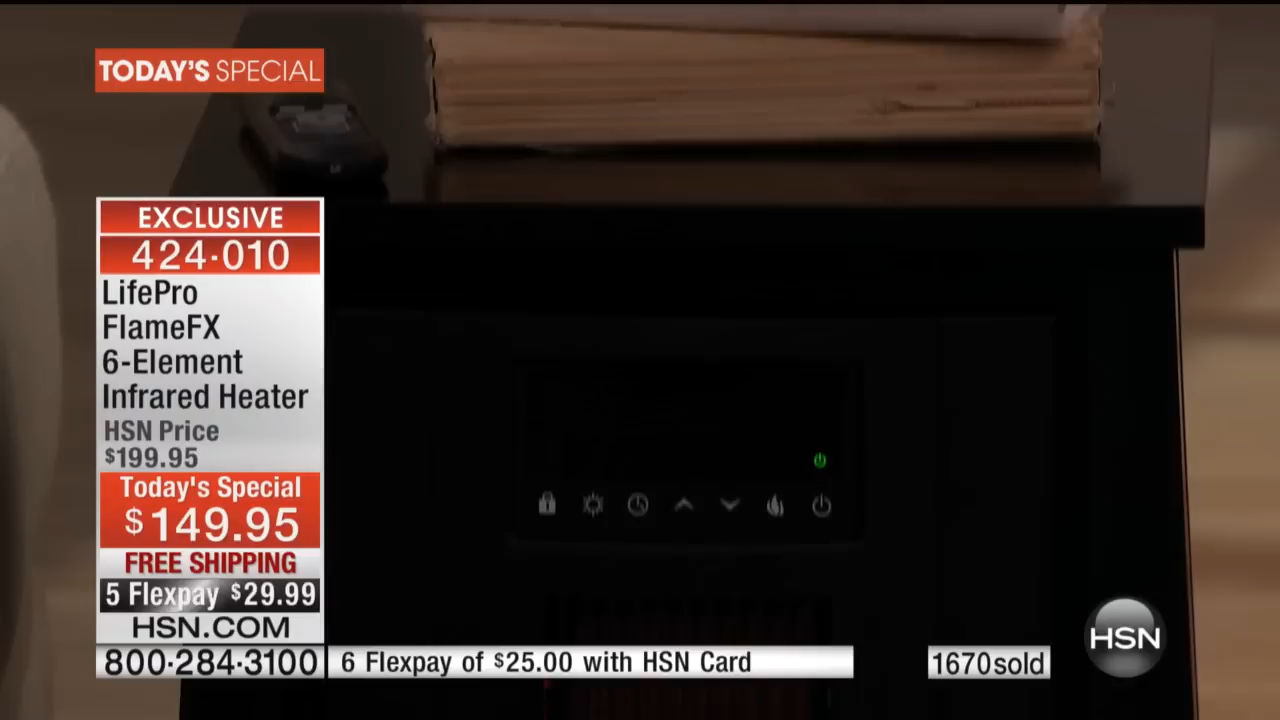 TODAY'S SPECIAL
EXCLUSIVE
424-010
LifePro
FlameFX
6-Element
Infrared Heater
HSN Price
$199.95
Today's Special
$149.95
FREE SHIPPING
5 Flexpay $29.99
HSN.COM
800-284-3100
6 Flexpay of $25.00 with HSN Card
1670 sold
HSN